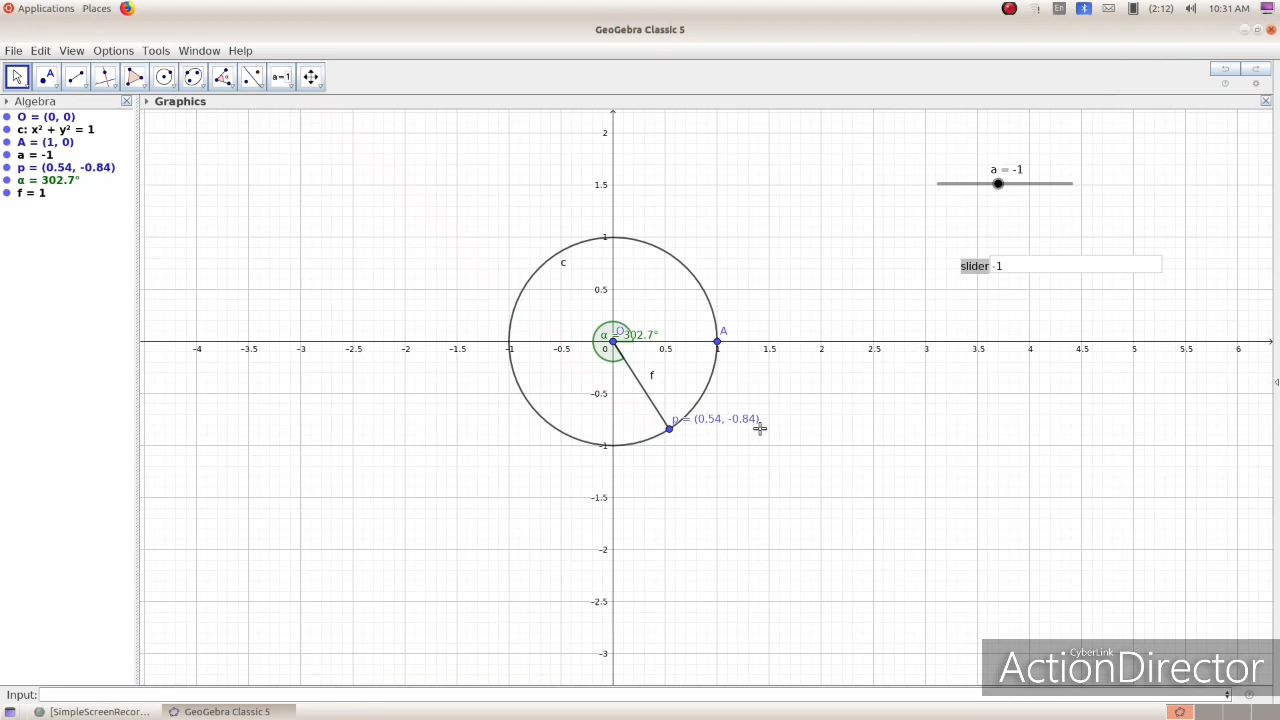 Applications Places En (2:12) 10:31 AM
GeoGebra Classic 5
File Edit View Options Tools Window Help
A α a=1
Algebra Graphics
O = (0, 0)
c: x² + y² = 1
A = (1, 0)
a = -1
p = (0.54, -0.84)
α = 302.7°
f = 1
2
a = -1
1.5
1
c
slider -1
0.5
O A
α = 302.7°
-4 -3.5 -3 -2.5 -2 -1.5 -1 -0.5 0 0.5 1 1.5 2 2.5 3 3.5 4 4.5 5 5.5 6
f
-0.5
p = (0.54, -0.84)
-1
-1.5
-2
-2.5
-3
CyberLink
ActionDirector
Input:
[SimpleScreenRecor... GeoGebra Classic 5